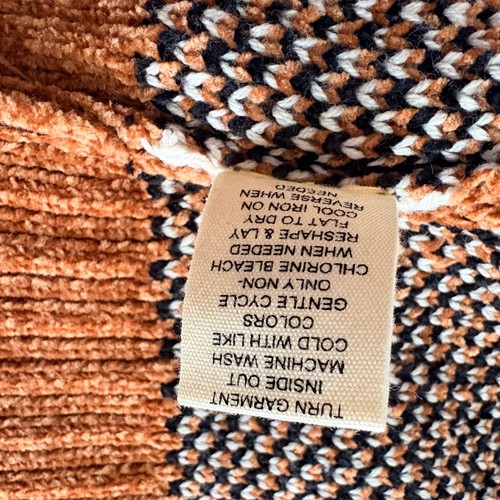 TURN GARMENT
INSIDE OUT
MACHINE WASH
COLD WITH LIKE
COLORS
GENTLE CYCLE
ONLY NON-
CHLORINE BLEACH
WHEN NEEDED
RESHAPE & LAY
FLAT TO DRY
COOL IRON ON
REVERSE WHEN
NEEDED